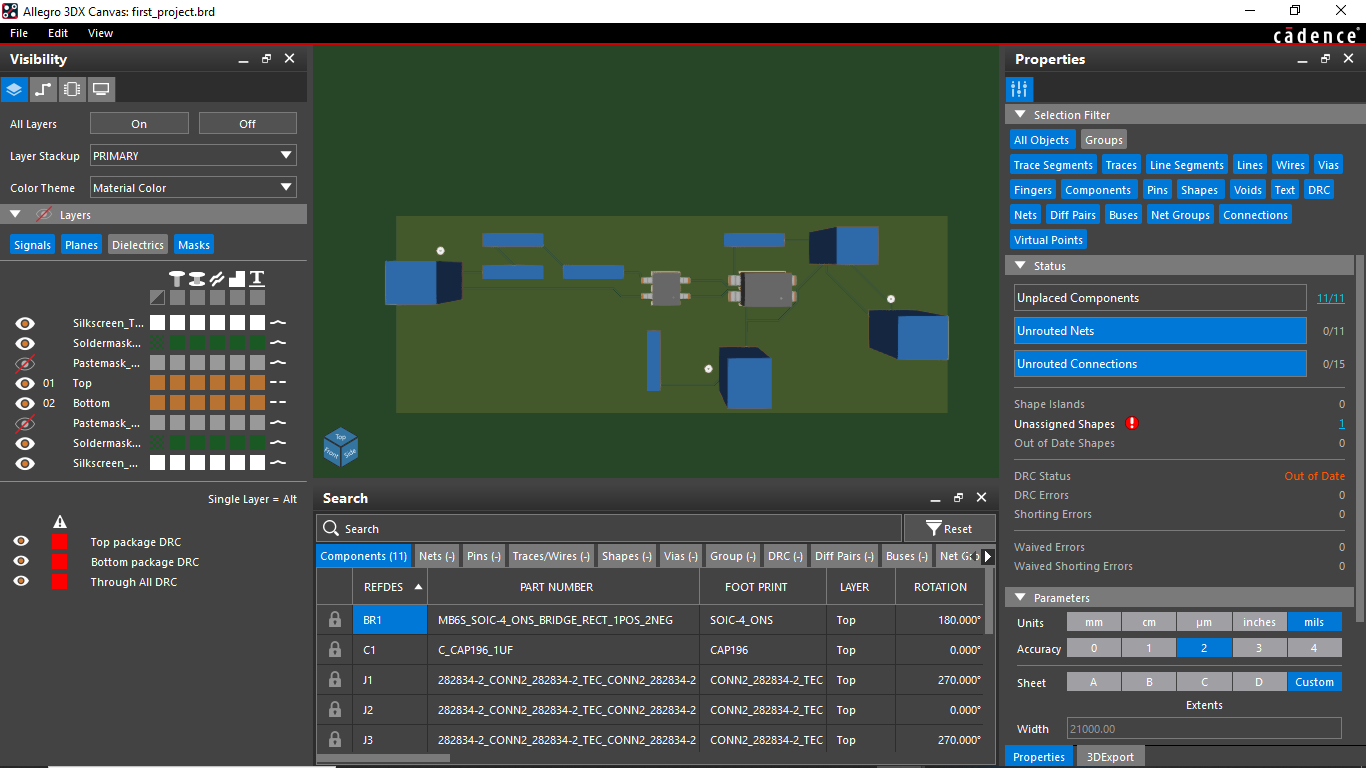 Allegro 3DX Canvas: first_project.brd
File Edit View
cādence®
Visibility
All Layers On Off
Layer Stackup PRIMARY
Color Theme Material Color
Layers
Signals Planes Dielectrics Masks
Silkscreen_T...
Soldermask...
Pastemask_...
01 Top
02 Bottom
Pastemask_...
Soldermask...
Silkscreen_...
Single Layer = Alt
Top package DRC
Bottom package DRC
Through All DRC
Top
Front Side
Search
Search Reset
Components (11) Nets (-) Pins (-) Traces/Wires (-) Shapes (-) Vias (-) Group (-) DRC (-) Diff Pairs (-) Buses (-) Net Gro
REFDES PART NUMBER FOOT PRINT LAYER ROTATION
BR1 MB6S_SOIC-4_ONS_BRIDGE_RECT_1POS_2NEG SOIC-4_ONS Top 180.000°
C1 C_CAP196_1UF CAP196 Top 0.000°
J1 282834-2_CONN2_282834-2_TEC_CONN2_282834-2 CONN2_282834-2_TEC Top 270.000°
J2 282834-2_CONN2_282834-2_TEC_CONN2_282834-2 CONN2_282834-2_TEC Top 0.000°
J3 282834-2_CONN2_282834-2_TEC_CONN2_282834-2 CONN2_282834-2_TEC Top 270.000°
Properties
Selection Filter
All Objects Groups
Trace Segments Traces Line Segments Lines Wires Vias
Fingers Components Pins Shapes Voids Text DRC
Nets Diff Pairs Buses Net Groups Connections
Virtual Points
Status
Unplaced Components 11/11
Unrouted Nets 0/11
Unrouted Connections 0/15
Shape Islands 0
Unassigned Shapes 1
Out of Date Shapes 0
DRC Status Out of Date
DRC Errors 0
Shorting Errors 0
Waived Errors 0
Waived Shorting Errors 0
Parameters
Units mm cm µm inches mils
Accuracy 0 1 2 3 4
Sheet A B C D Custom
Extents
Width 21000.00
Properties 3DExport